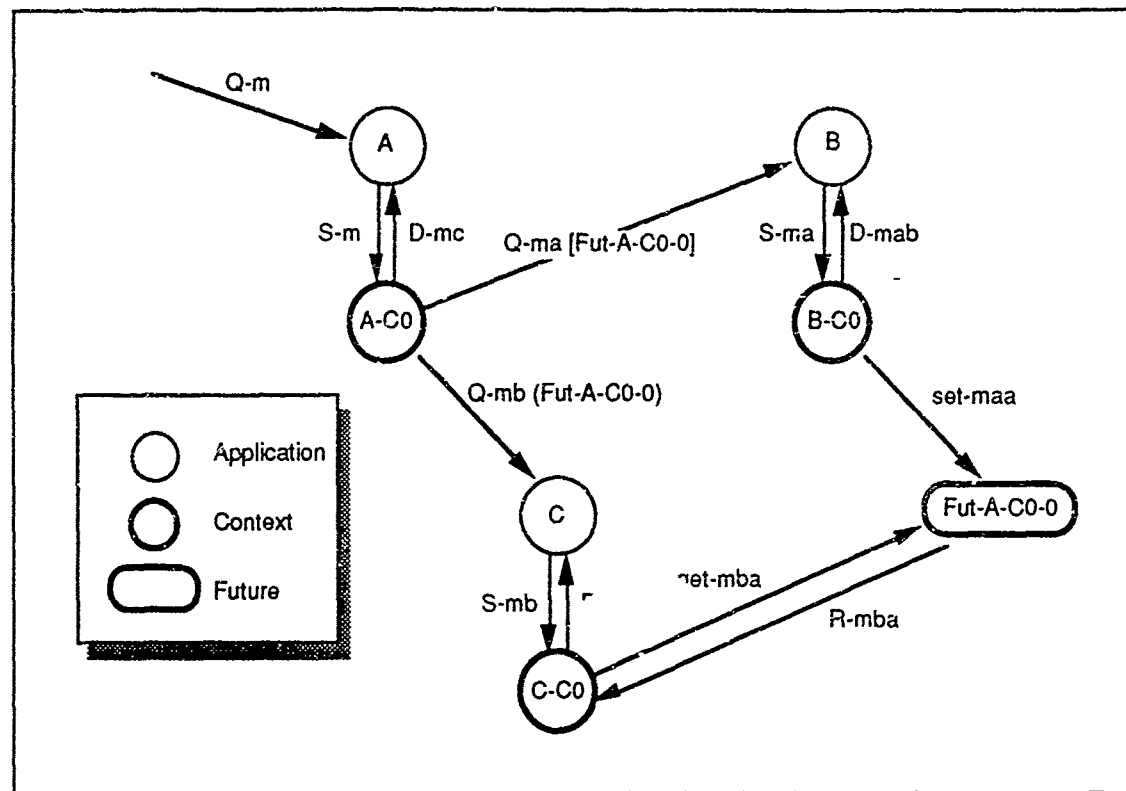 Q-m
A
B
S-m
D-mc
Q-ma [Fut-A-C0-0]
S-ma
D-mab
A-C0
B-C0
Q-mb (Fut-A-C0-0)
set-maa
Application
Context
Future
C
Fut-A-C0-0
S-mb
R-mba
C-C0